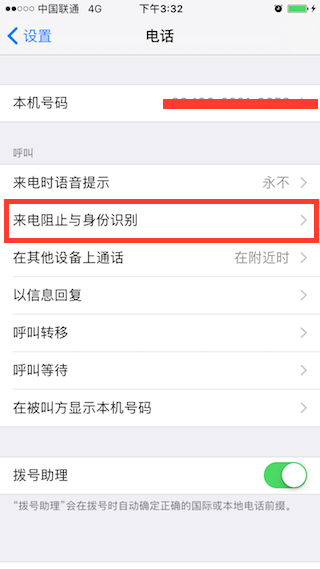 中国联通 4G 下午3:32
设置 电话
本机号码
呼叫
来电时语音提示 永不
来电阻止与身份识别
在其他设备上通话 在附近时
以信息回复
呼叫转移
呼叫等待
在被叫方显示本机号码
拨号助理
“拨号助理”会在拨号时自动确定正确的国际或本地电话前缀。